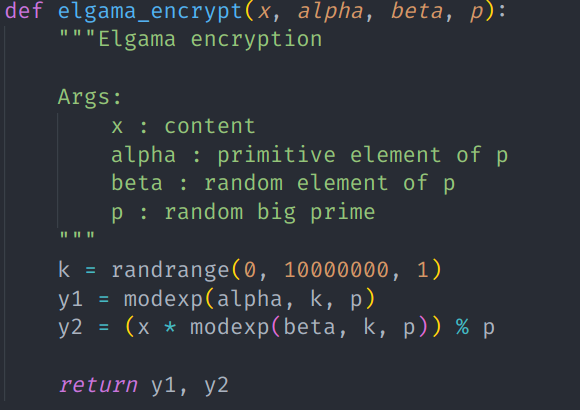 def elgama_encrypt(x, alpha, beta, p):
    """Elgama encryption
    Args:
        x : content
        alpha : primitive element of p
        beta : random element of p
        p : random big prime
    """
    k = randrange(0, 10000000, 1)
    y1 = modexp(alpha, k, p)
    y2 = (x * modexp(beta, k, p)) % p
    return y1, y2